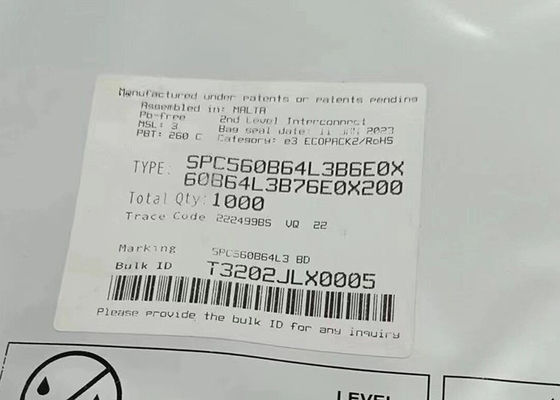 Manufactured under patents or patents pending
Assembled in: MALTA
Pb-free 2nd Level Interconnect
MSL: 3 Bag seal date: 11 JAN 2023
PBT: 260 C Category: e3 ECOPACK2/RoHS
TYPE: SPC560B64L3B6E0X
60B64L3B76E0X200
Total Qty: 1000
Trace Code 2224998S VQ 22
Marking SPC560B64L3 BD
Bulk ID T3202JLX0005
Please provide the bulk ID for any inquiry
LEVEL